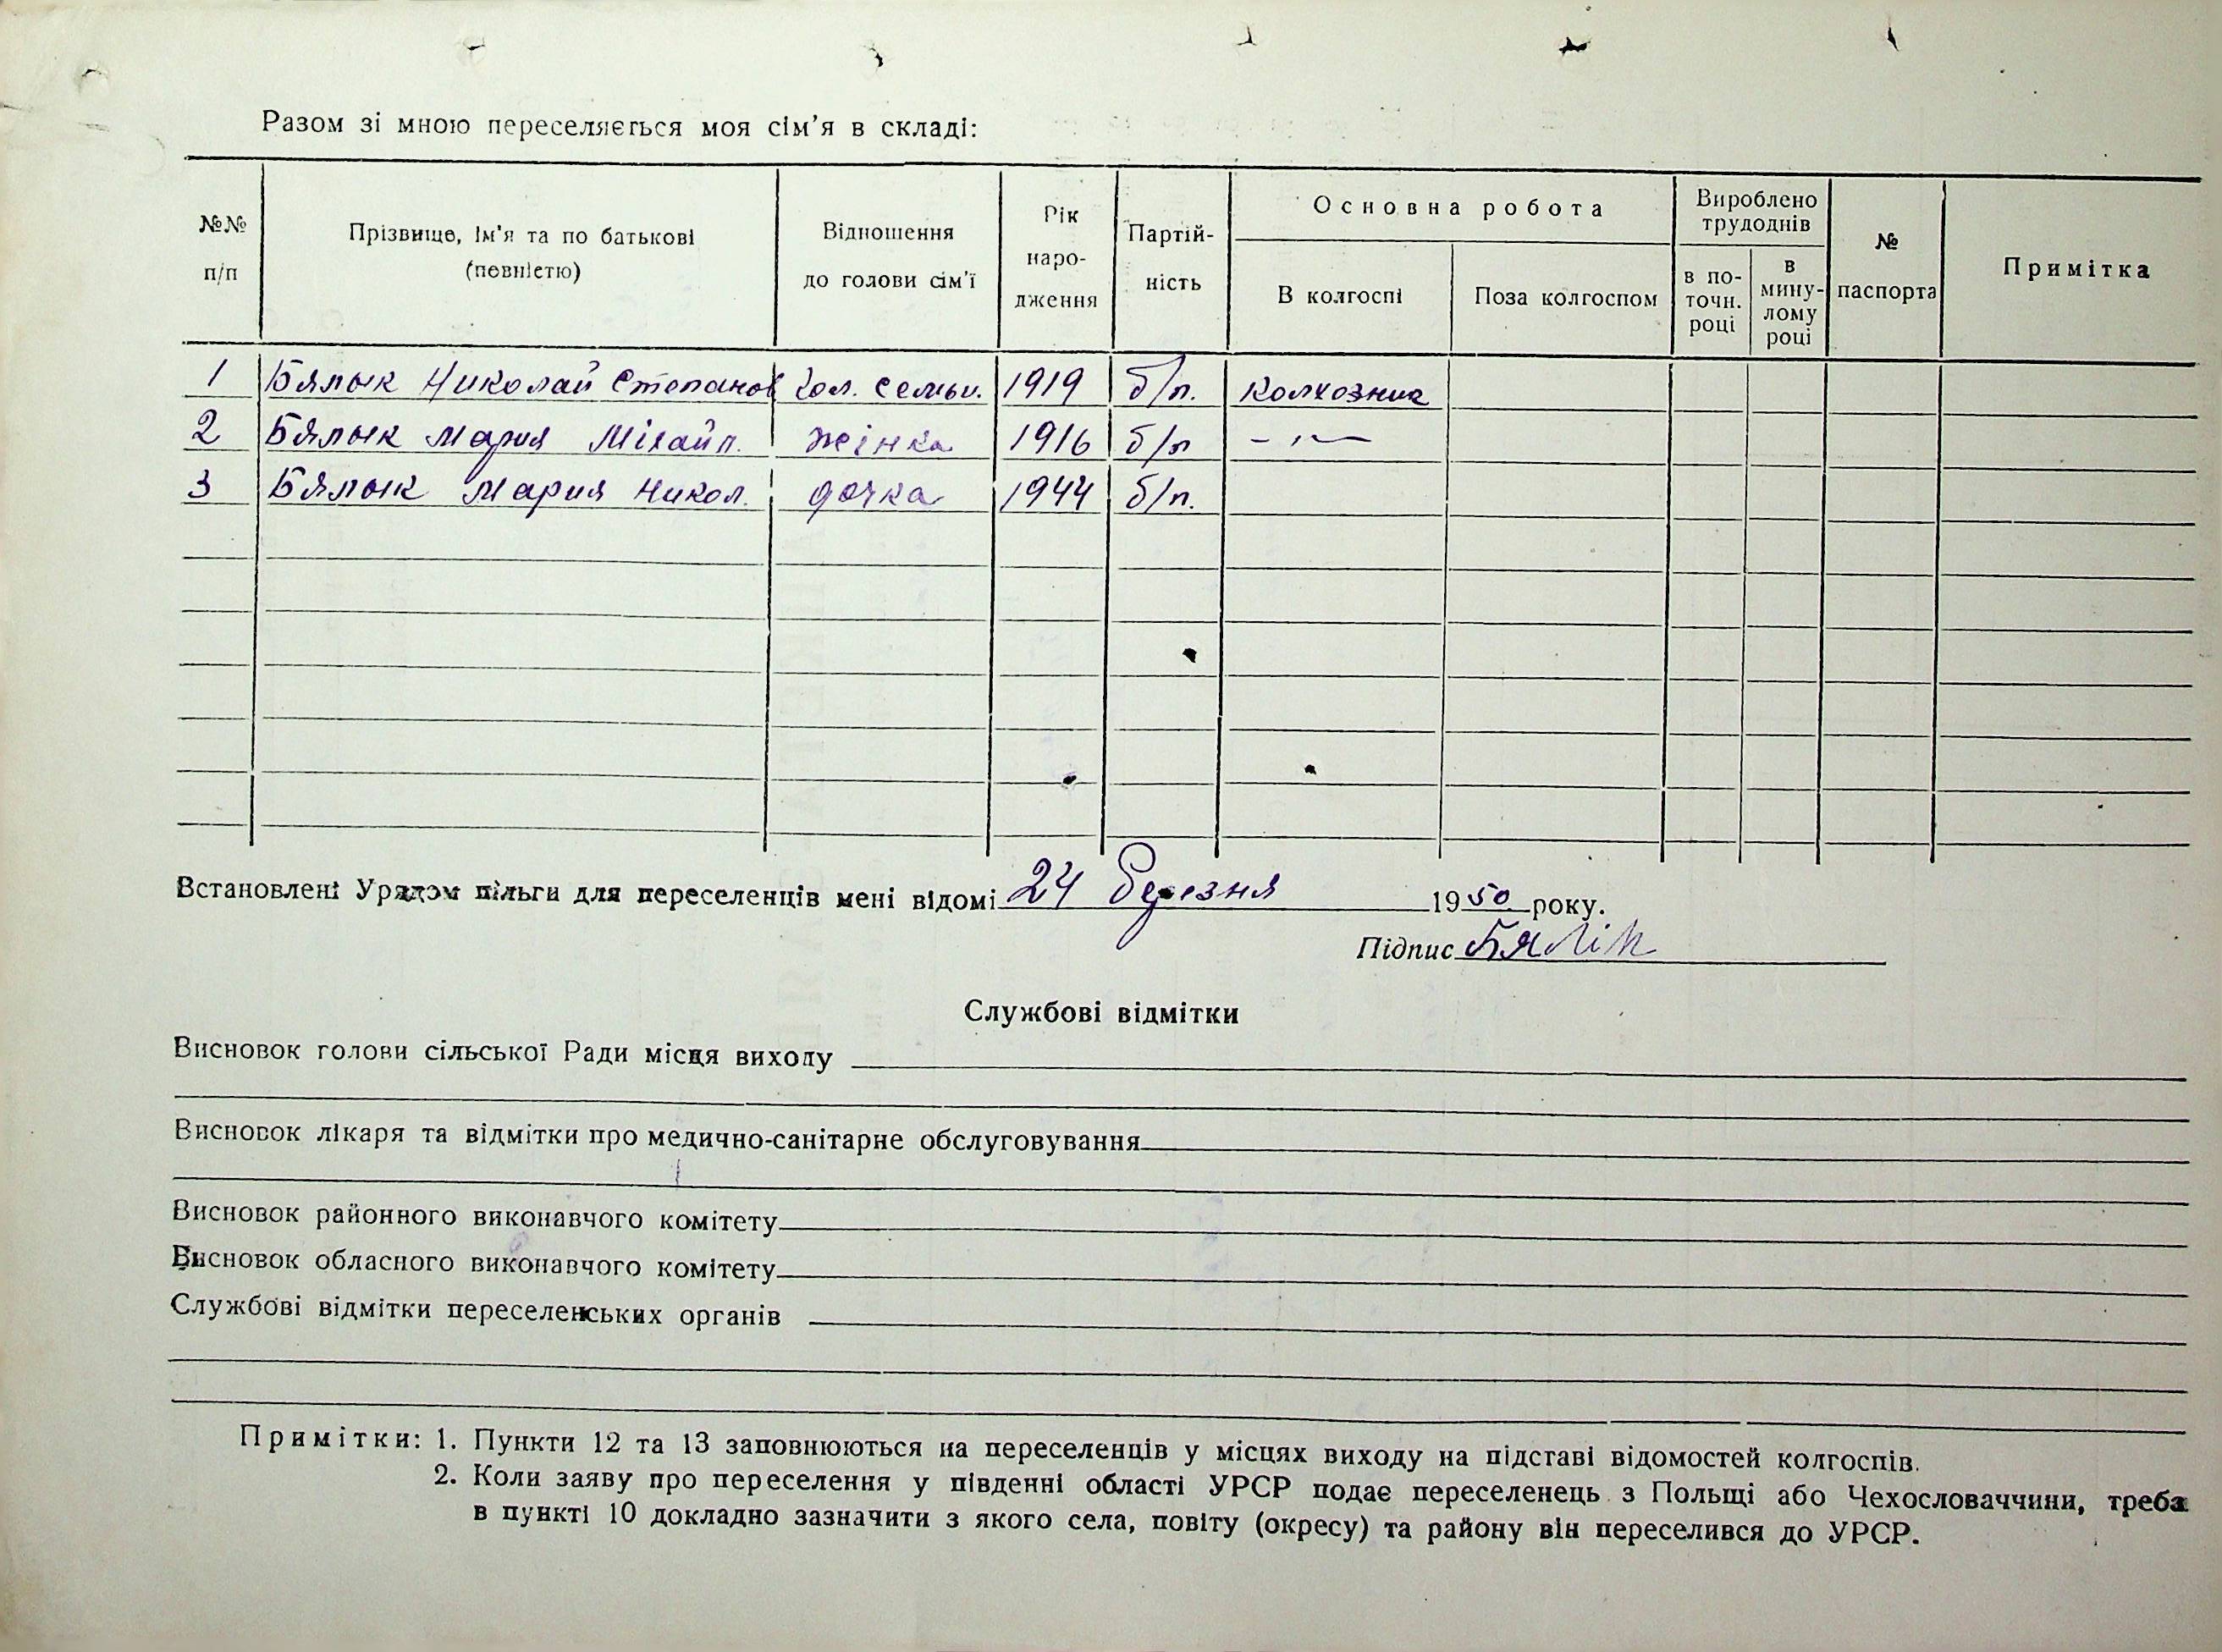 Разом зі мною переселяється моя сім’я в складі:
№№ п/п
Прізвище, ім’я та по батькові (повністю)
Відношення до голови сім’ї
Рік народження
Партійність
Основна робота
В колгоспі
Поза колгоспом
Вироблено трудоднів
в поточн. році
в минулому році
№ паспорта
Примітка
1 Бялык Николай Степанов гол. семьи. 1919 б/п. колхозник
2 Бялык Мария Міхайл. жінка 1916 б/п - " -
3 Бялык Мария Никол. дочка 1944 б/п.
Встановлені Урядом пільги для переселенців мені відомі 24 березня 1950 року.
Підпис Бялік
Службові відмітки
Висновок голови сільської Ради місця виходу
Висновок лікаря та відмітки про медично-санітарне обслуговування
Висновок районного виконавчого комітету
Висновок обласного виконавчого комітету
Службові відмітки переселенських органів
Примітки: 1. Пункти 12 та 13 заповнюються на переселенців у місцях виходу на підставі відомостей колгоспів.
2. Коли заяву про переселення у південні області УРСР подає переселенець з Польщі або Чехословаччини, треба
в пункті 10 докладно зазначити з якого села, повіту (окресу) та району він переселився до УРСР.